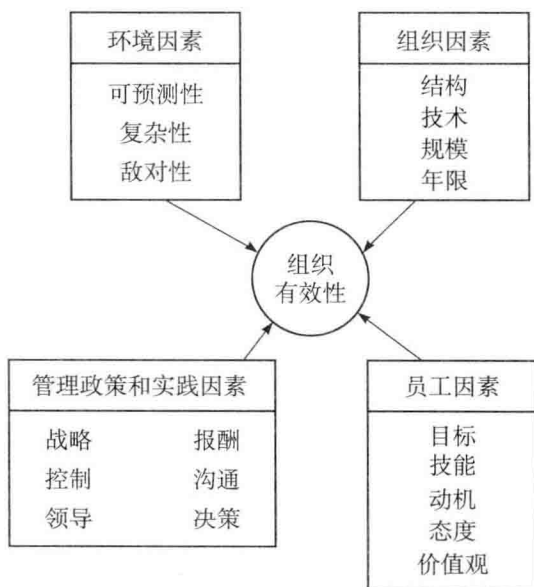 环境因素
可预测性
复杂性
敌对性
组织因素
结构
技术
规模
年限
组织
有效性
管理政策和实践因素
战略 报酬
控制 沟通
领导 决策
员工因素
目标
技能
动机
态度
价值观